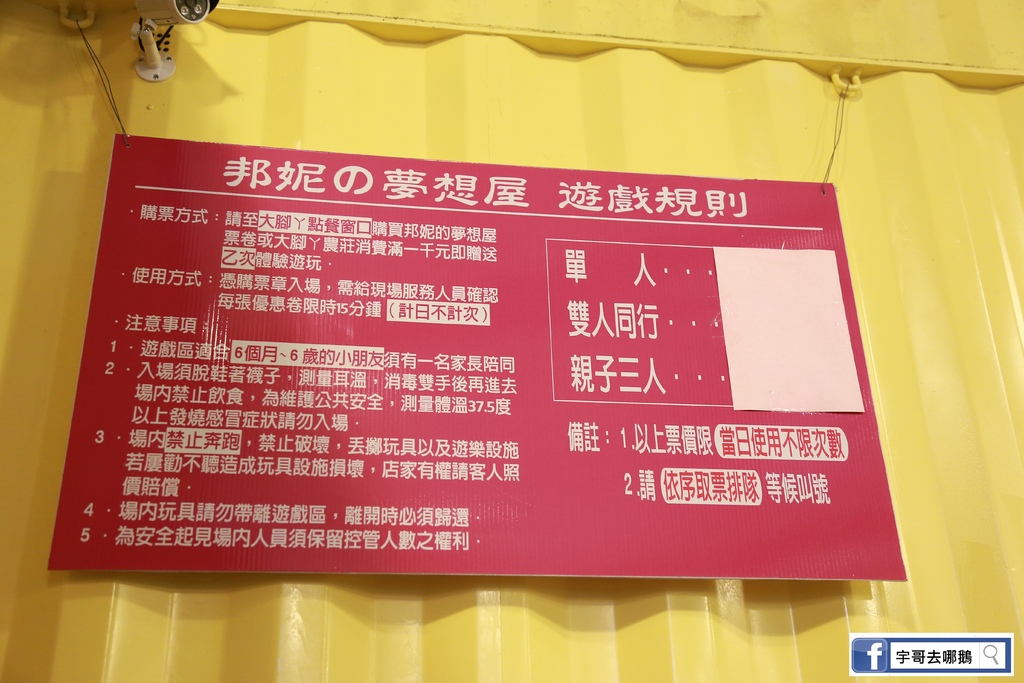 邦妮の夢想屋 遊戲規則
·購票方式：請至大腳ㄚ點餐窗口購買邦妮的夢想屋
票卷或大腳ㄚ農莊消費滿一千元即贈送
乙次體驗遊玩.
·使用方式：憑購票章入場，需給現場服務人員確認
每張優惠卷限時15分鐘（計日不計次）
·注意事項：
1．遊戲區適合6個月~6歲的小朋友須有一名家長陪同
2．入場須脫鞋著襪子，測量耳溫，消毒雙手後再進去
場內禁止飲食，為維護公共安全，測量體溫37.5度
以上發燒感冒症狀請勿入場．
3．場內禁止奔跑，禁止破壞，丟擲玩具以及遊樂設施
若屢勸不聽造成玩具設施損壞，店家有權請客人照
價賠償．
4．場內玩具請勿帶離遊戲區，離開時必須歸還．
5．為安全起見場內人員須保留控管人數之權利．
單 人···
雙人同行···
親子三人···
備註：1.以上票價限當日使用不限次數
2.請依序取票排隊等候叫號
f 宇哥去哪鵝